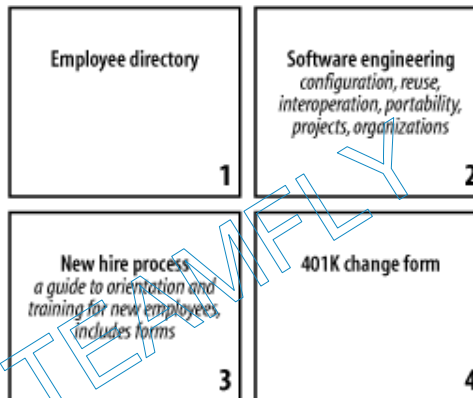 Employee directory
1
Software engineering
configuration, reuse,
interoperation, portability,
projects, organizations
2
New hire process
a guide to orientation and
training for new employees,
includes forms
3
401K change form
4
TEAMFLY